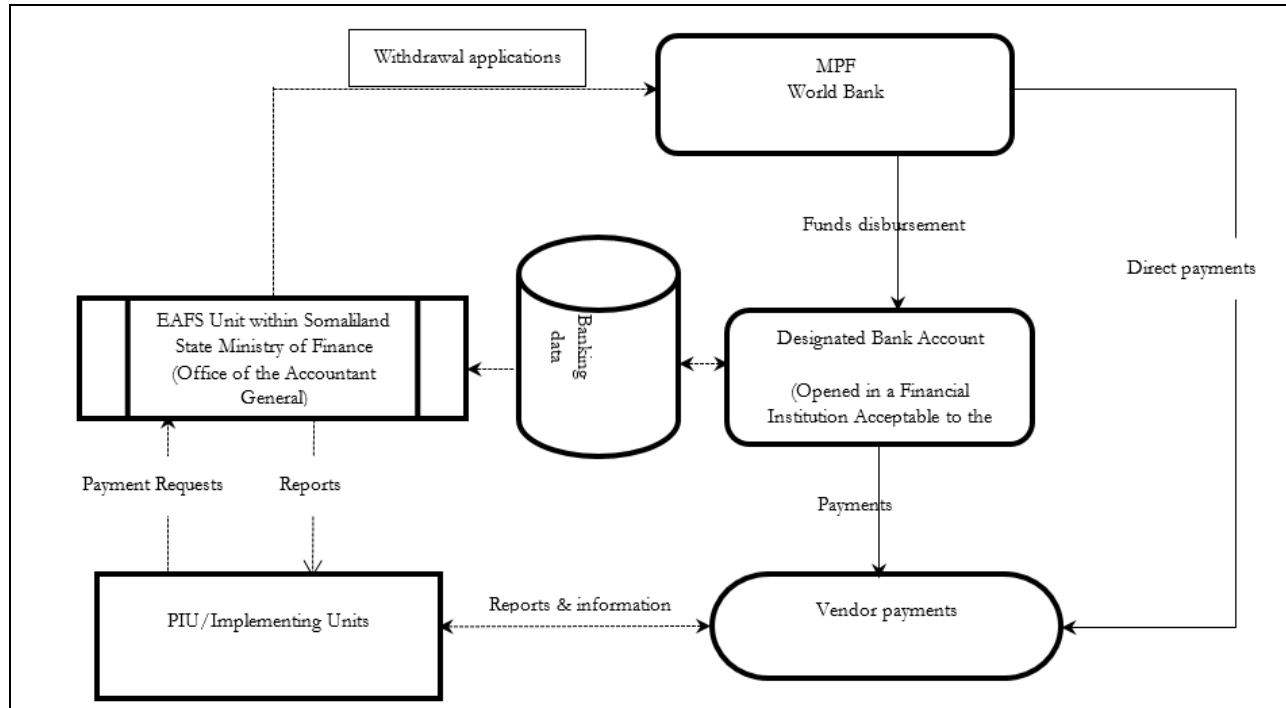 Withdrawal applications
MPF
World Bank
Funds disbursement
Direct payments
EAFS Unit within Somaliland
State Ministry of Finance
(Office of the Accountant
General)
Banking
data
Designated Bank Account
(Opened in a Financial
Institution Acceptable to the
Payment Requests
Reports
Payments
PIU/Implementing Units
Reports & information
Vendor payments